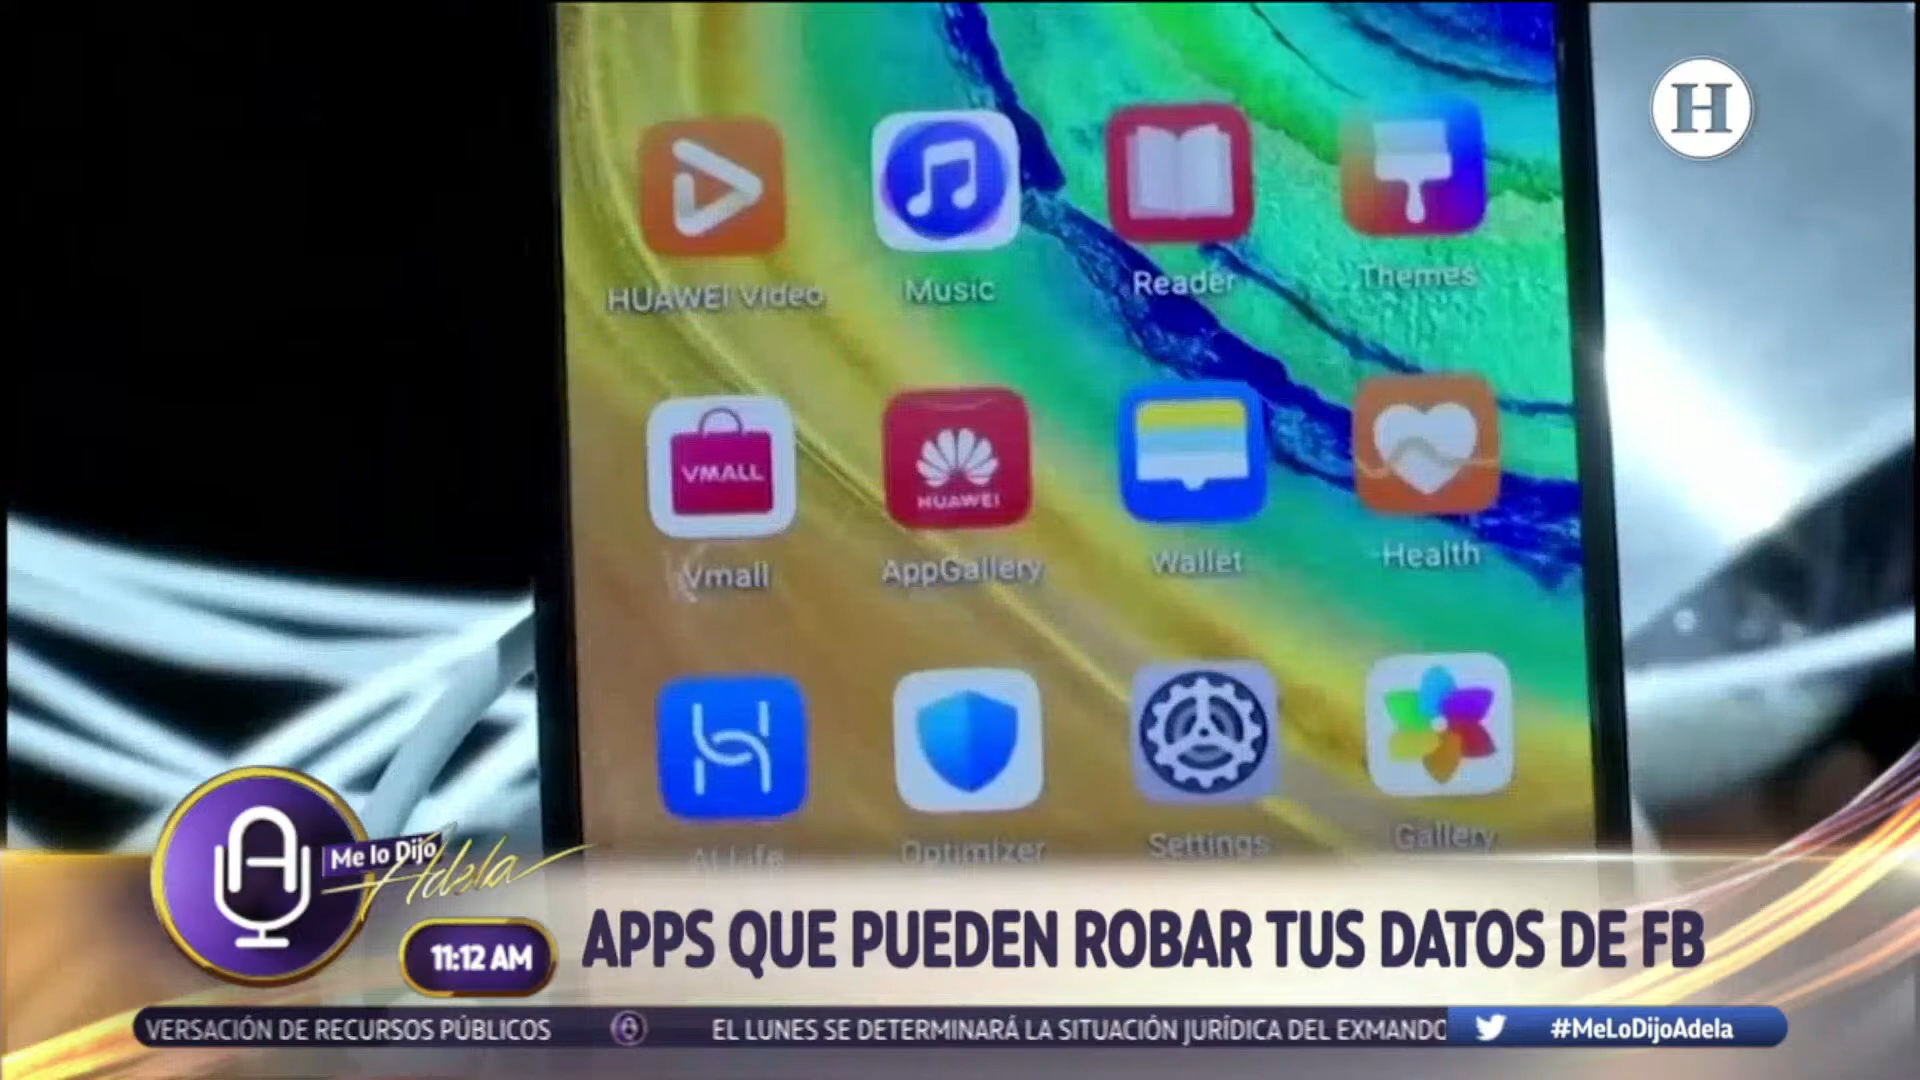 H
HUAWEI Video
Music
Reader
Themes
VMALL
HUAWEI
Vmall
AppGallery
Wallet
Health
AI Life
Optimizer
Settings
Gallery
Me lo Dijo
Adela
11:12 AM
APPS QUE PUEDEN ROBAR TUS DATOS DE FB
VERSACIÓN DE RECURSOS PÚBLICOS
EL LUNES SE DETERMINARÁ LA SITUACIÓN JURÍDICA DEL EXMANDO
#MeLoDijoAdela